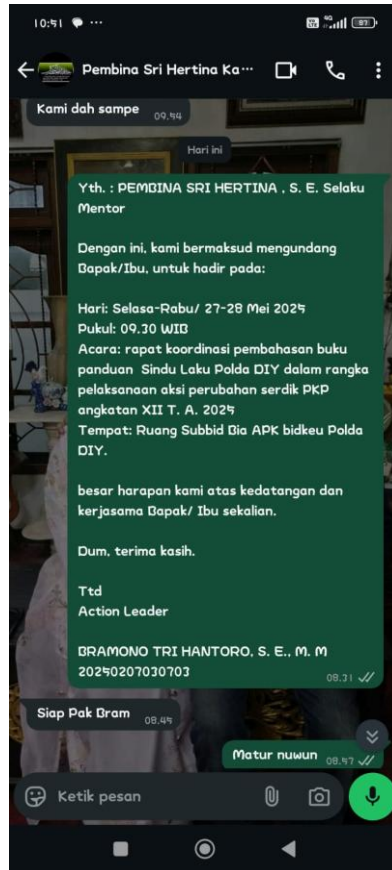 10:51
4G
87
Pembina Sri Hertina Ka...
Kami dah sampe 09.44
Hari ini
Yth. : PEMBINA SRI HERTINA , S. E. Selaku
Mentor
Dengan ini, kami bermaksud mengundang
Bapak/Ibu, untuk hadir pada:
Hari: Selasa-Rabu/ 27-28 Mei 2025
Pukul: 09.30 WIB
Acara: rapat koordinasi pembahasan buku
panduan Sindu Laku Polda DIY dalam rangka
pelaksanaan aksi perubahan serdik PKP
angkatan XII T. A. 2025
Tempat: Ruang Subbid Bia APK bidkeu Polda
DIY.
besar harapan kami atas kedatangan dan
kerjasama Bapak/ Ibu sekalian.
Dum, terima kasih.
Ttd
Action Leader
BRAMONO TRI HANTORO, S. E., M. M
20250207030703
08.31
Siap Pak Bram 08.45
Matur nuwun 08.47
Ketik pesan